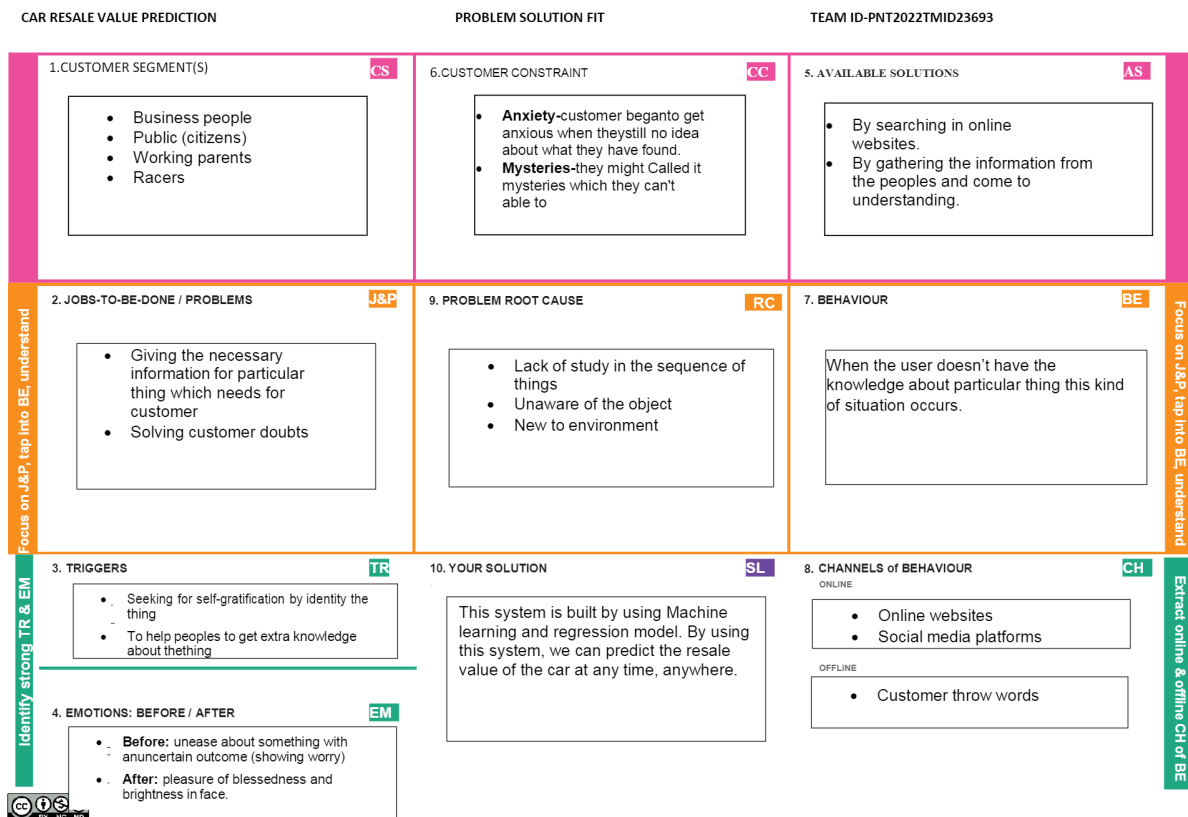 CAR RESALE VALUE PREDICTION
PROBLEM SOLUTION FIT
TEAM ID-PNT2022TMID23693
1.CUSTOMER SEGMENT(S)
CS
• Business people
• Public (citizens)
• Working parents
• Racers
6.CUSTOMER CONSTRAINT
CC
• Anxiety-customer beganto get
anxious when theystill no idea
about what they have found.
• Mysteries-they might Called it
mysteries which they can't
able to
5. AVAILABLE SOLUTIONS
AS
• By searching in online
websites.
• By gathering the information from
the peoples and come to
understanding.
Focus on J&P, tap into BE, understand
2. JOBS-TO-BE-DONE / PROBLEMS
J&P
• Giving the necessary
information for particular
thing which needs for
customer
• Solving customer doubts
9. PROBLEM ROOT CAUSE
RC
• Lack of study in the sequence of
things
• Unaware of the object
• New to environment
7. BEHAVIOUR
BE
When the user doesn’t have the
knowledge about particular thing this kind
of situation occurs.
Focus on J&P, tap into BE, understand
Identify strong TR & EM
3. TRIGGERS
TR
• Seeking for self-gratification by identity the
thing
• To help peoples to get extra knowledge
about thething
4. EMOTIONS: BEFORE / AFTER
EM
• Before: unease about something with
anuncertain outcome (showing worry)
• After: pleasure of blessedness and
brightness in face.
10. YOUR SOLUTION
SL
This system is built by using Machine
learning and regression model. By using
this system, we can predict the resale
value of the car at any time, anywhere.
8. CHANNELS of BEHAVIOUR
CH
ONLINE
• Online websites
• Social media platforms
OFFLINE
• Customer throw words
Extract online & offline CH of BE
cc